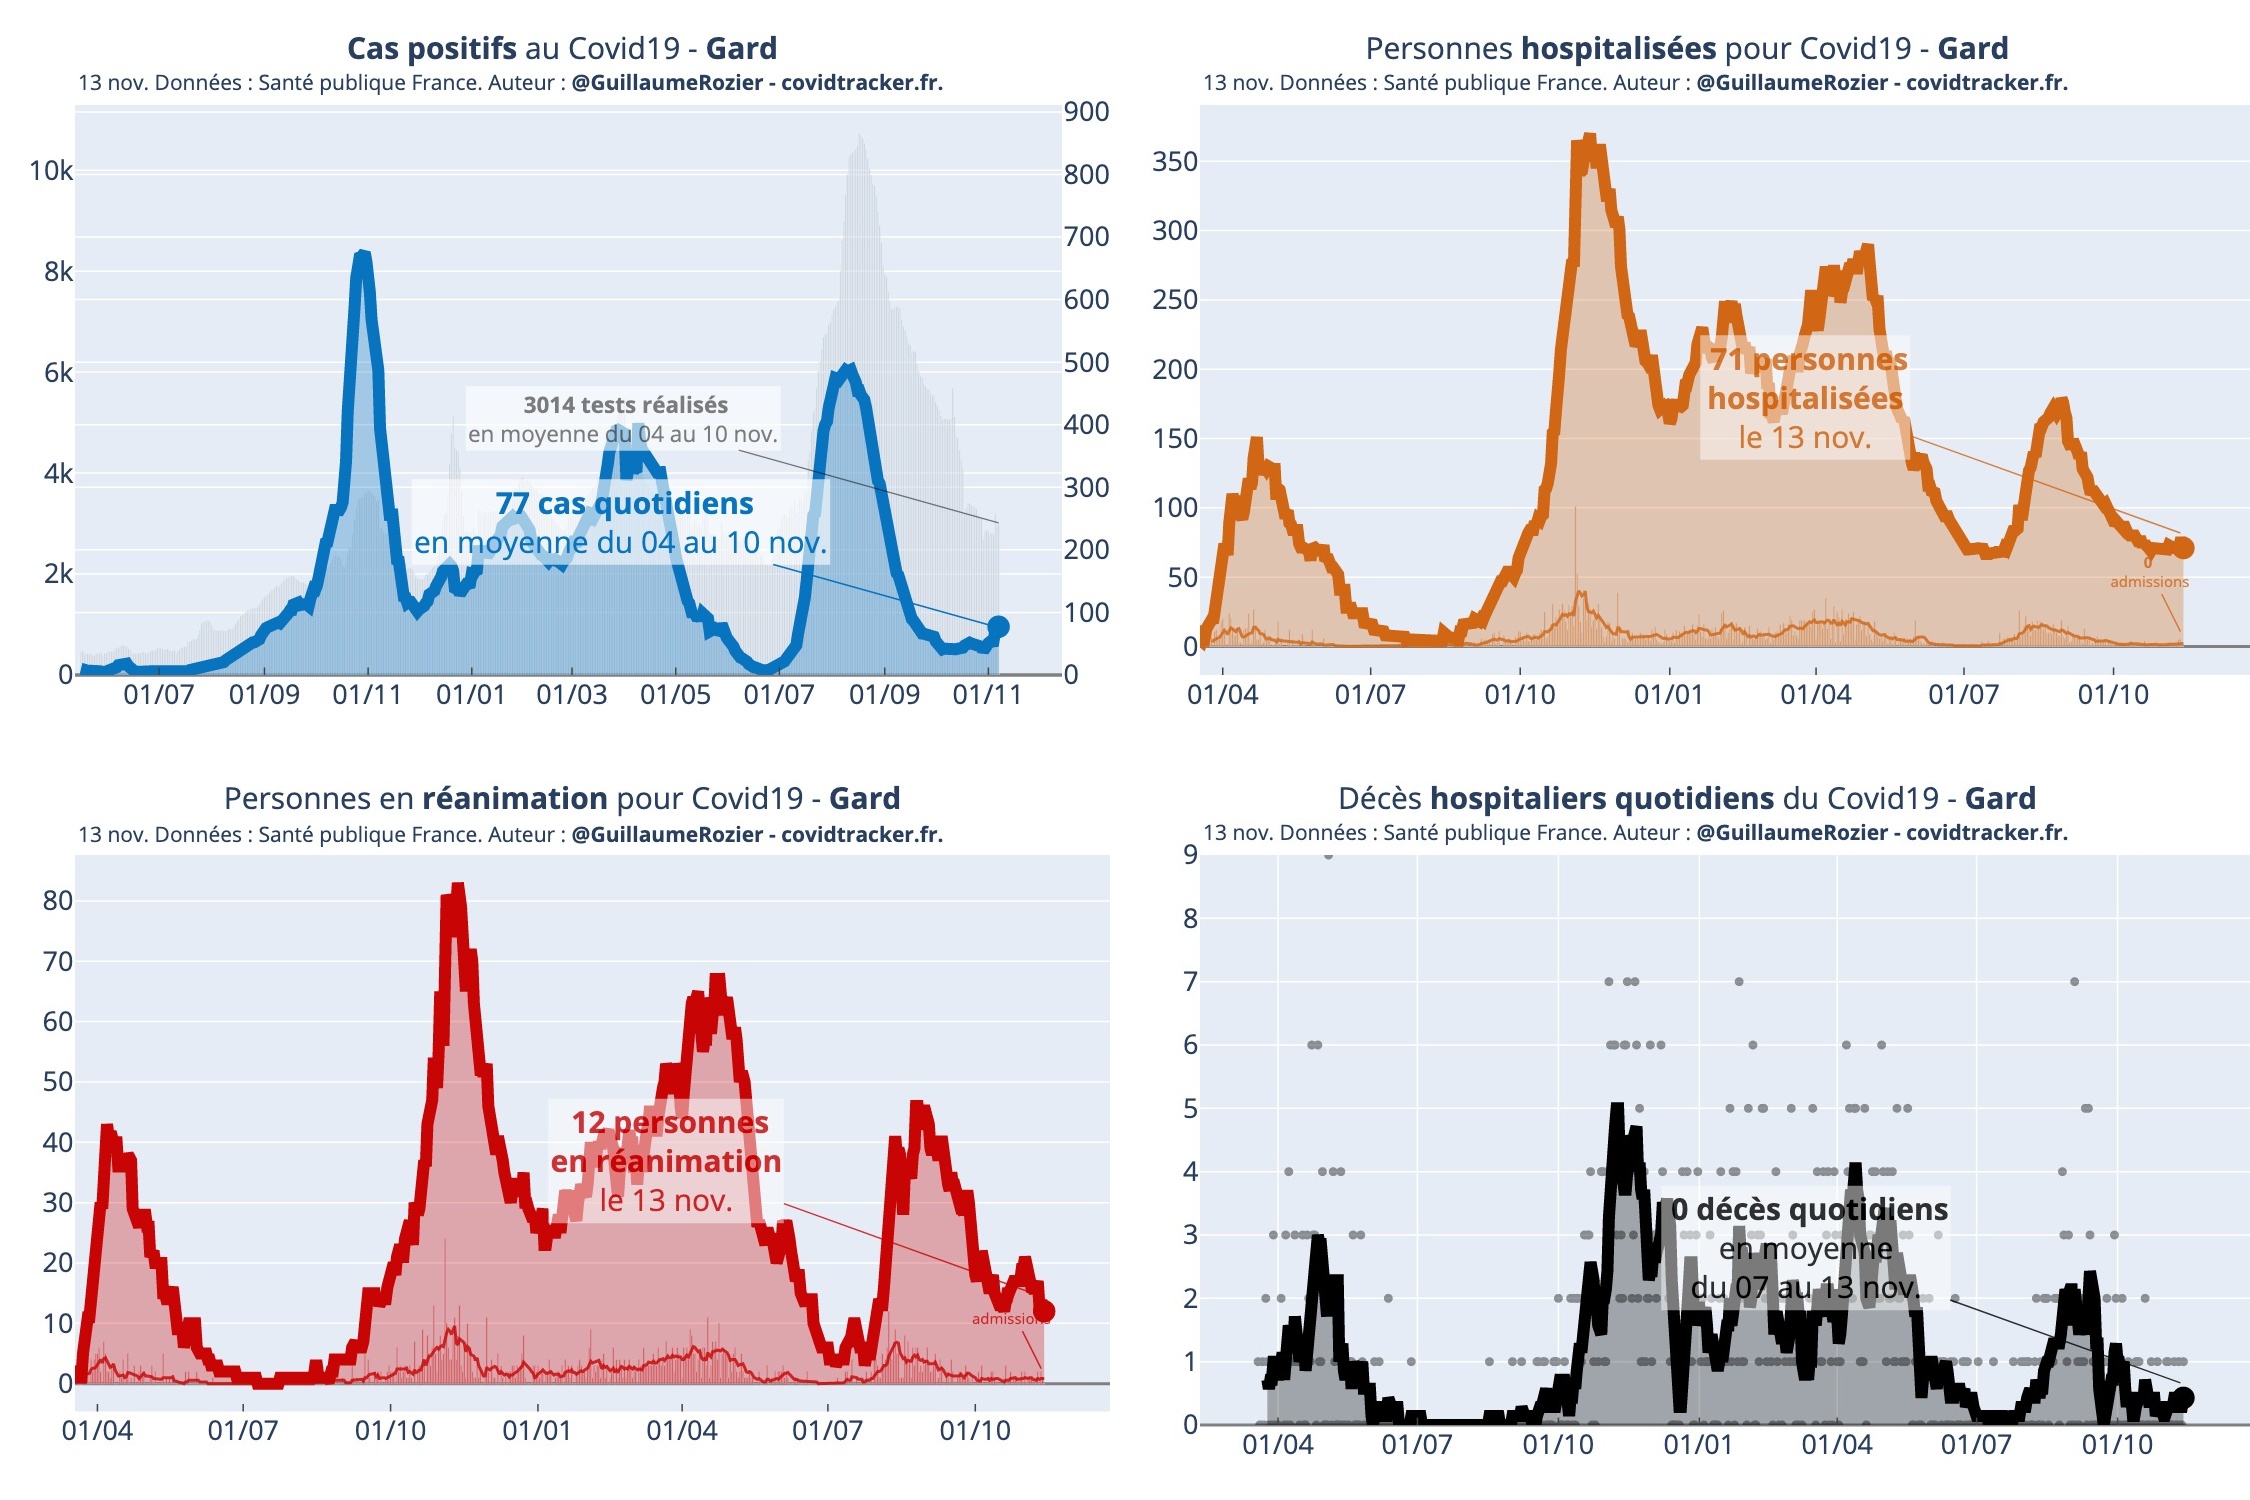 Cas positifs au Covid19 - Gard
13 nov. Données : Santé publique France. Auteur : @GuillaumeRozier - covidtracker.fr.
900
800
700
600
500
400
300
200
100
0
10k
8k
6k
4k
2k
0
3014 tests réalisés
en moyenne du 04 au 10 nov.
77 cas quotidiens
en moyenne du 04 au 10 nov.
01/07 01/09 01/11 01/01 01/03 01/05 01/07 01/09 01/11
Personnes hospitalisées pour Covid19 - Gard
13 nov. Données : Santé publique France. Auteur : @GuillaumeRozier - covidtracker.fr.
350
300
250
200
150
100
50
0
71 personnes
hospitalisées
le 13 nov.
0
admissions
01/04 01/07 01/10 01/01 01/04 01/07 01/10
Personnes en réanimation pour Covid19 - Gard
13 nov. Données : Santé publique France. Auteur : @GuillaumeRozier - covidtracker.fr.
80
70
60
50
40
30
20
10
0
12 personnes
en réanimation
le 13 nov.
admissions
01/04 01/07 01/10 01/01 01/04 01/07 01/10
Décès hospitaliers quotidiens du Covid19 - Gard
13 nov. Données : Santé publique France. Auteur : @GuillaumeRozier - covidtracker.fr.
9
8
7
6
5
4
3
2
1
0
0 décès quotidiens
en moyenne
du 07 au 13 nov.
01/04 01/07 01/10 01/01 01/04 01/07 01/10